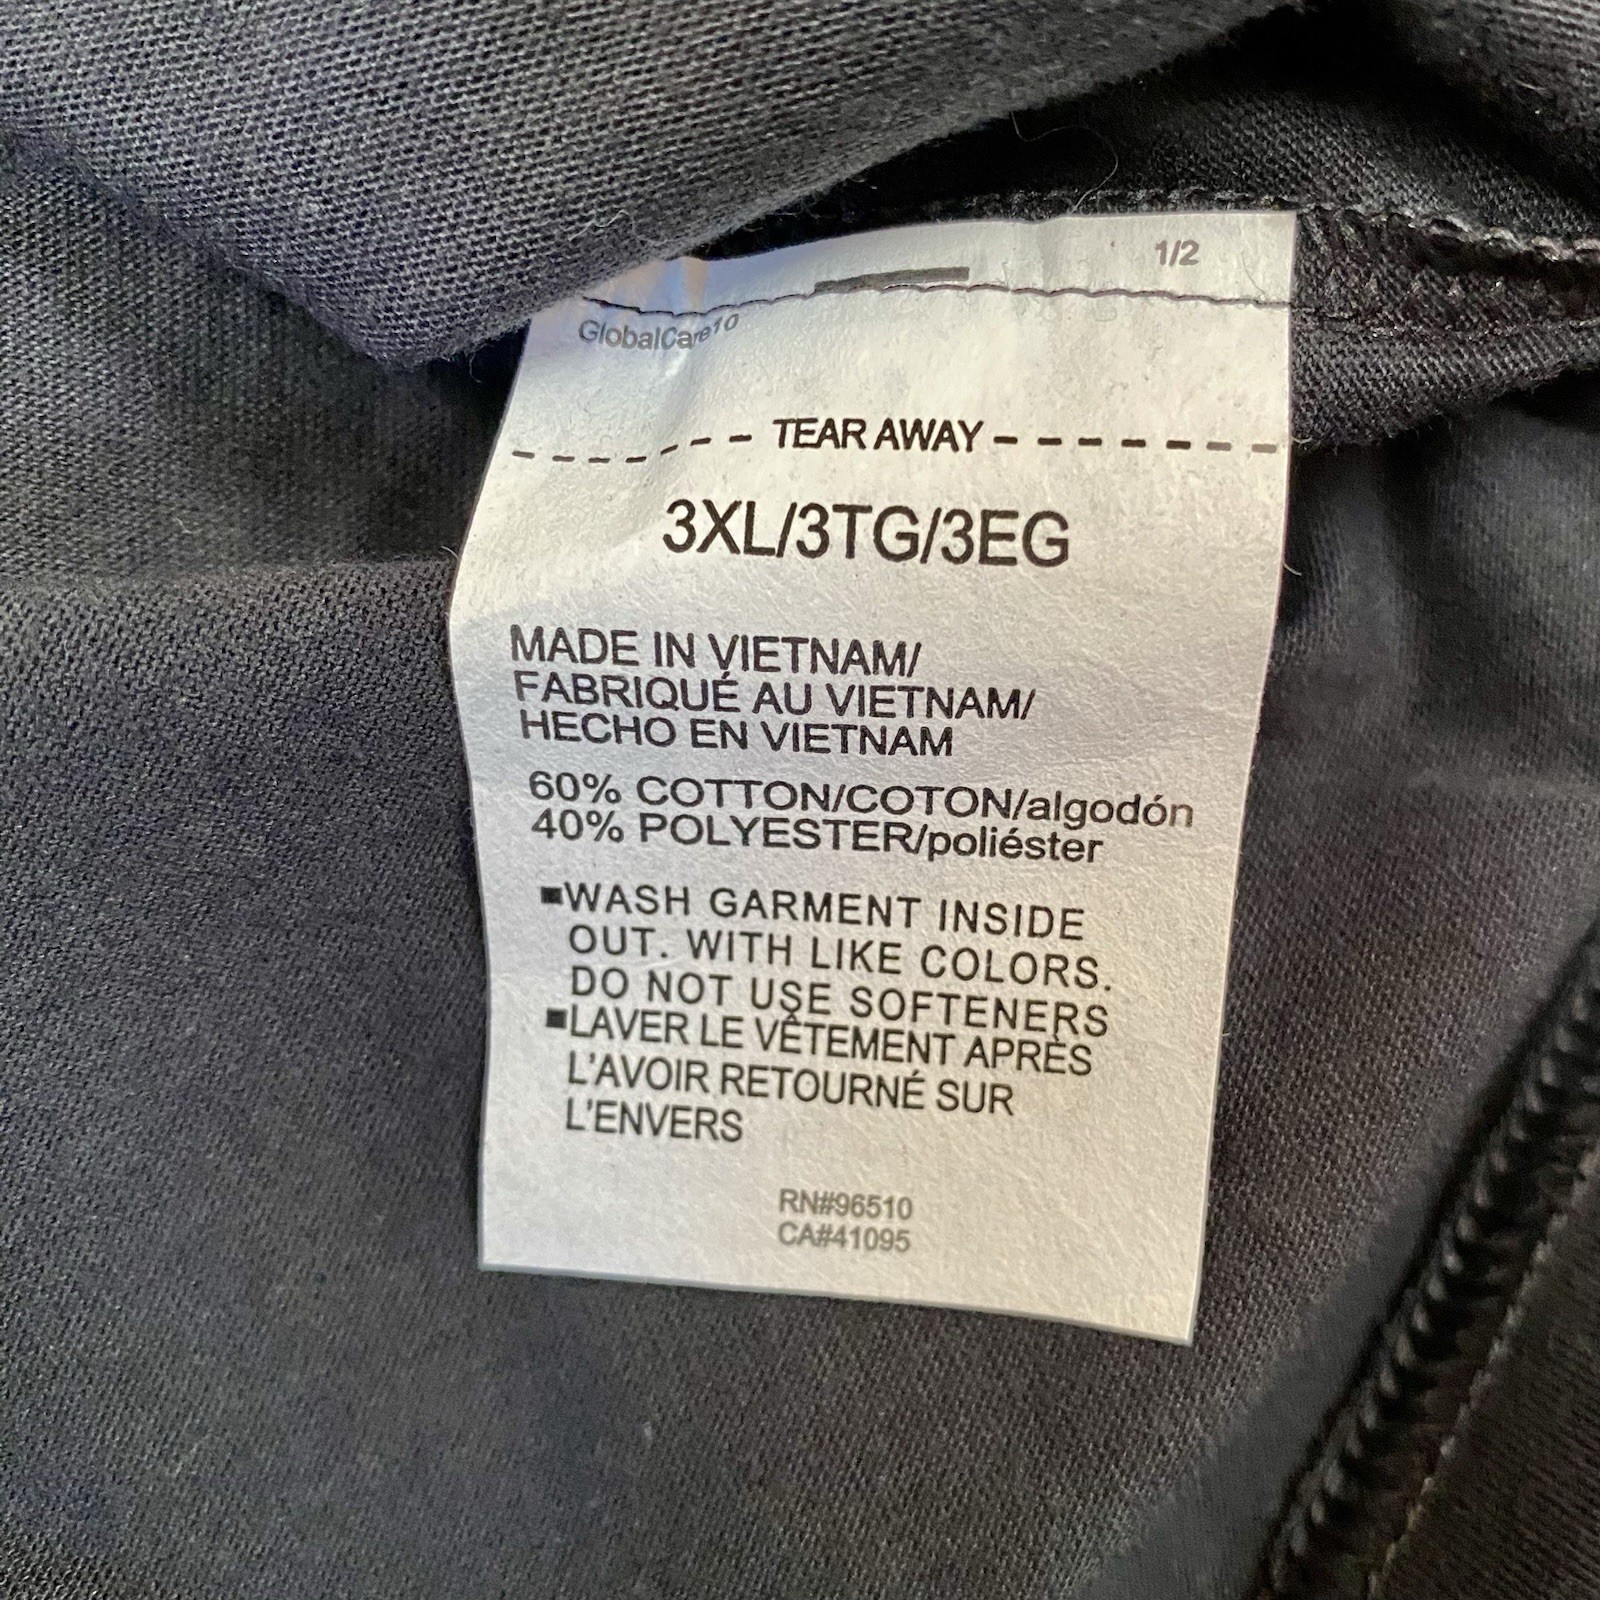 1/2
GlobalCare10
TEAR AWAY
3XL/3TG/3EG
MADE IN VIETNAM/
FABRIQUÉ AU VIETNAM/
HECHO EN VIETNAM
60% COTTON/COTON/algodón
40% POLYESTER/poliéster
■WASH GARMENT INSIDE
OUT. WITH LIKE COLORS.
DO NOT USE SOFTENERS
■LAVER LE VÊTEMENT APRÈS
L'AVOIR RETOURNÉ SUR
L'ENVERS
RN#96510
CA#41095